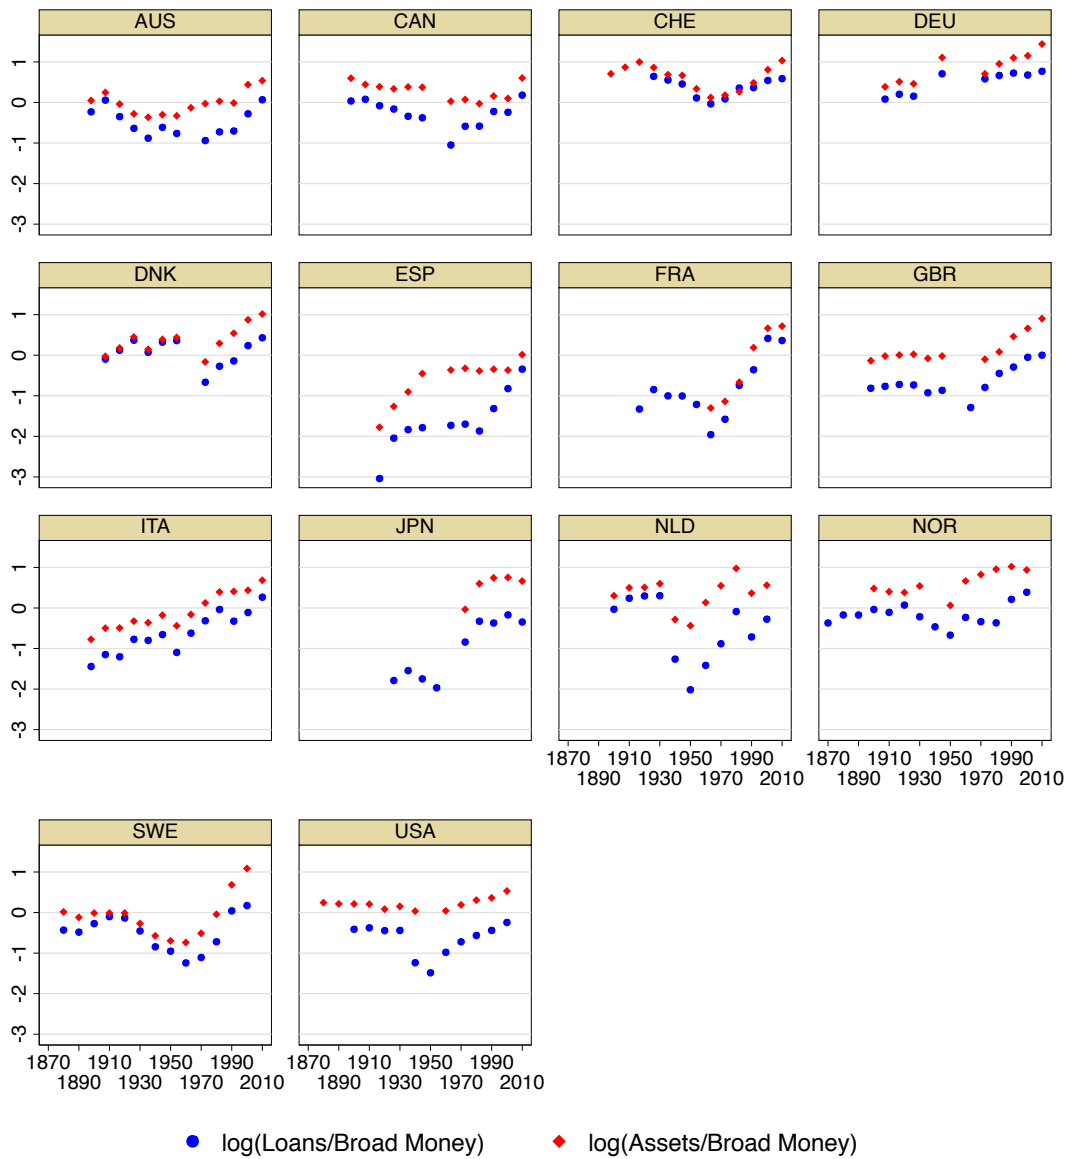 AUS CAN CHE DEU
1
0
-1
-2
-3
DNK ESP FRA GBR
1
0
-1
-2
-3
ITA JPN NLD NOR
1
0
-1
-2
-3
1870 1910 1950 1990 1870 1910 1950 1990
1890 1930 1970 2010 1890 1930 1970 2010
SWE USA
1
0
-1
-2
-3
1870 1910 1950 1990 1870 1910 1950 1990
1890 1930 1970 2010 1890 1930 1970 2010
log(Loans/Broad Money) log(Assets/Broad Money)